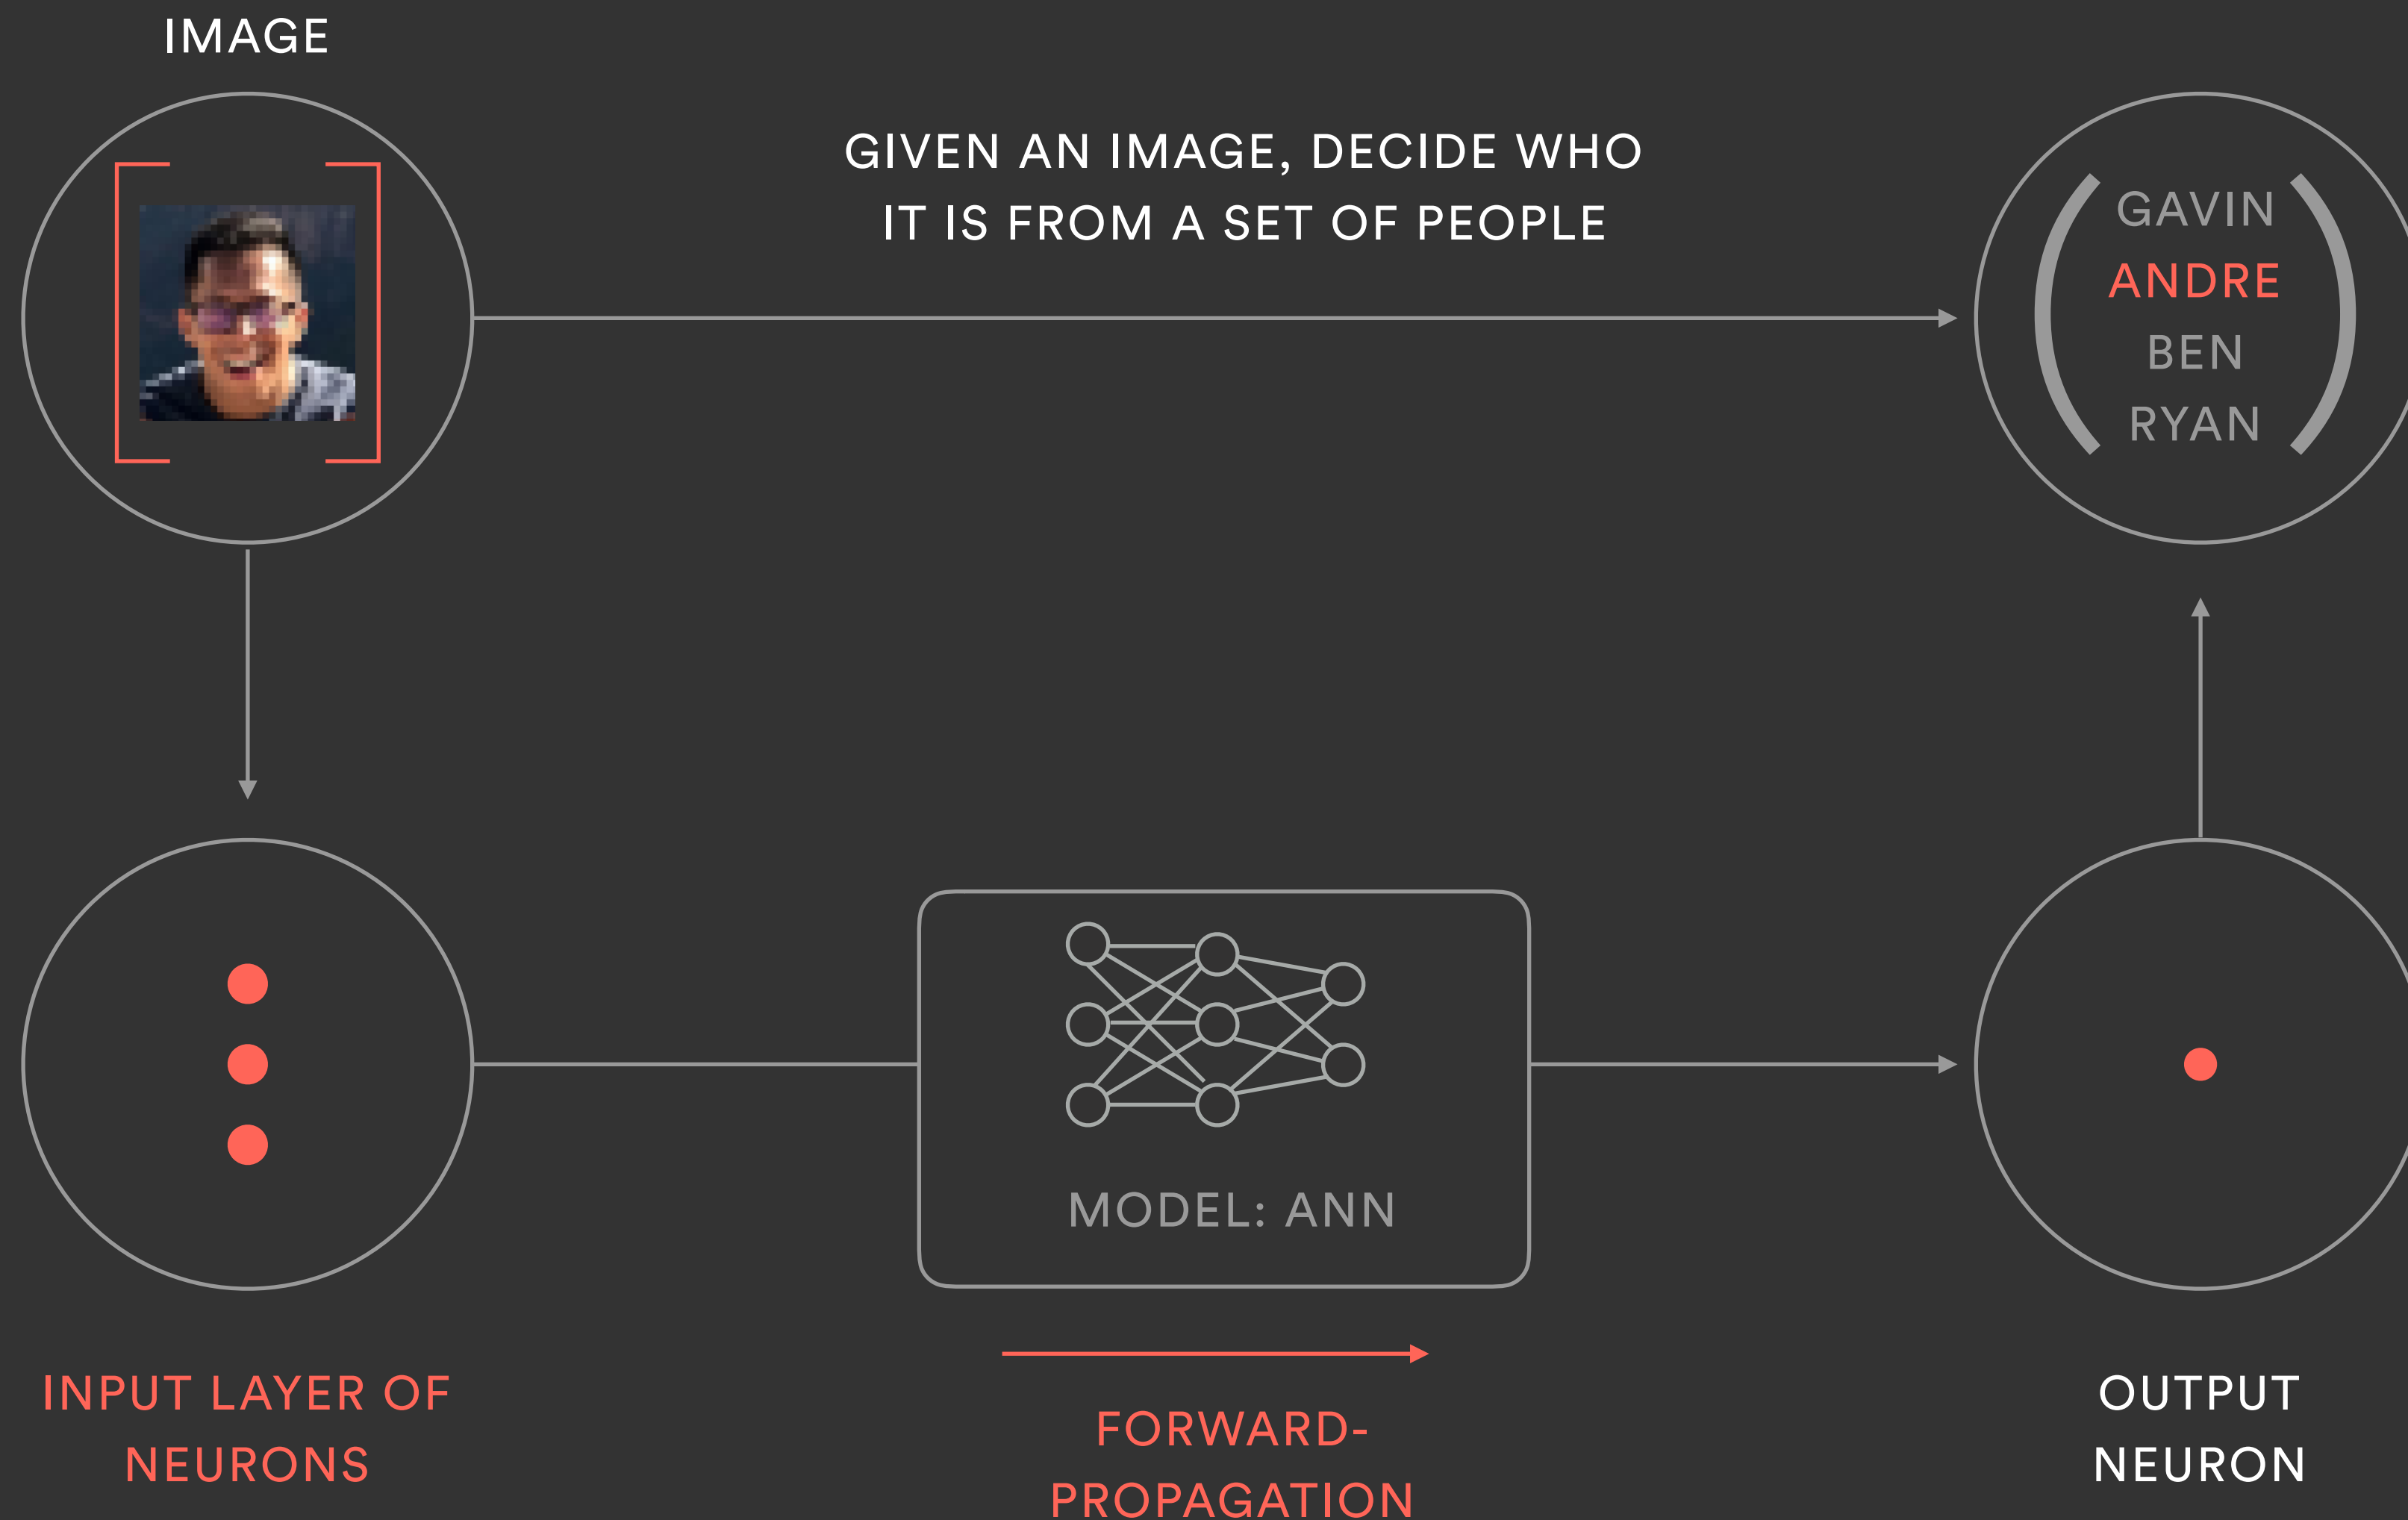 IMAGE
GIVEN AN IMAGE, DECIDE WHO
IT IS FROM A SET OF PEOPLE
GAVIN
ANDRE
BEN
RYAN
MODEL: ANN
INPUT LAYER OF
NEURONS
FORWARD-
PROPAGATION
OUTPUT
NEURON